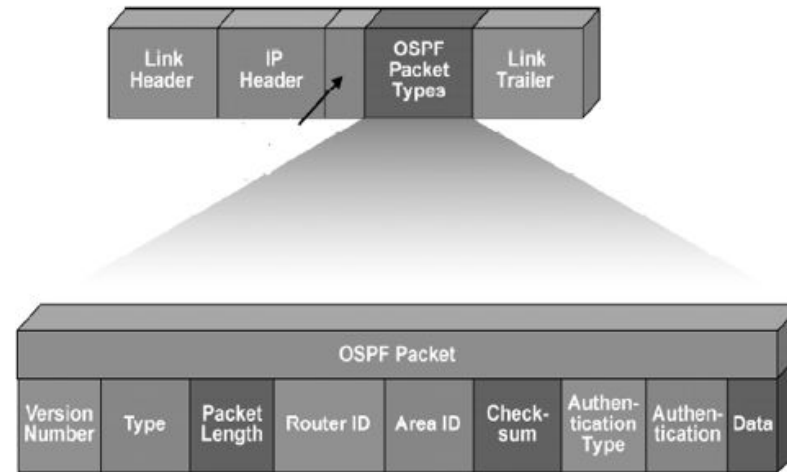 Link
Header
IP
Header
OSPF
Packet
Types
Link
Trailer
OSPF Packet
Version
Number
Type
Packet
Length
Router ID
Area ID
Check-
sum
Authen-
tication
Type
Authen-
tication
Data